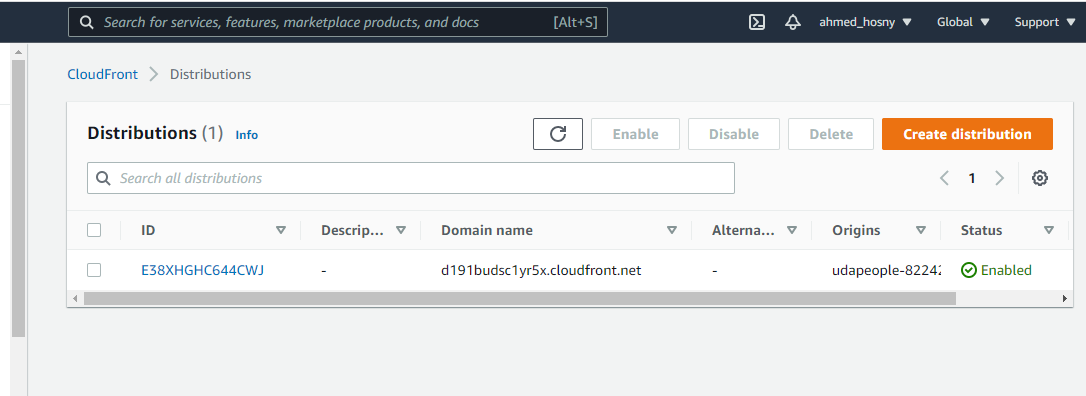 Search for services, features, marketplace products, and docs [Alt+S] ahmed_hosny Global Support
CloudFront Distributions
Distributions (1) Info Enable Disable Delete Create distribution
Search all distributions 1
ID Descrip... Domain name Alterna... Origins Status
E38XHGHC644CWJ - d191budsc1yr5x.cloudfront.net - udapeople-82242 Enabled